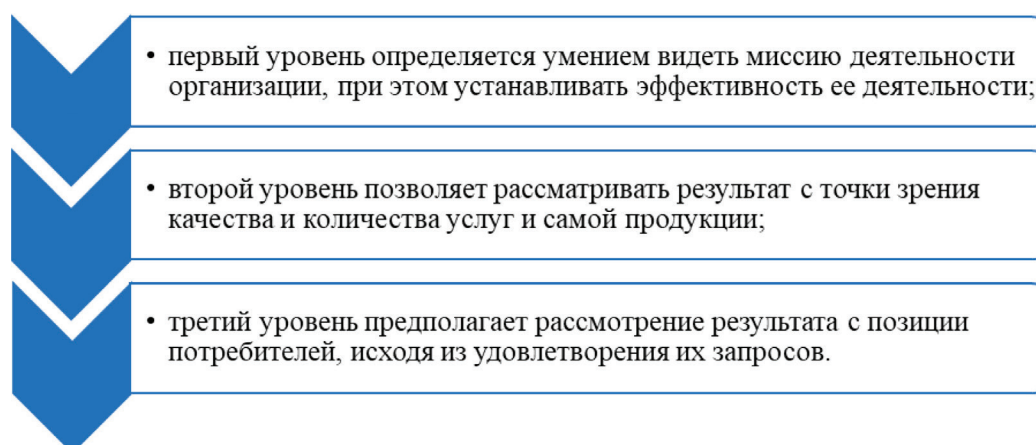 • первый уровень определяется умением видеть миссию деятельности
организации, при этом устанавливать эффективность ее деятельности;
• второй уровень позволяет рассматривать результат с точки зрения
качества и количества услуг и самой продукции;
• третий уровень предполагает рассмотрение результата с позиции
потребителей, исходя из удовлетворения их запросов.